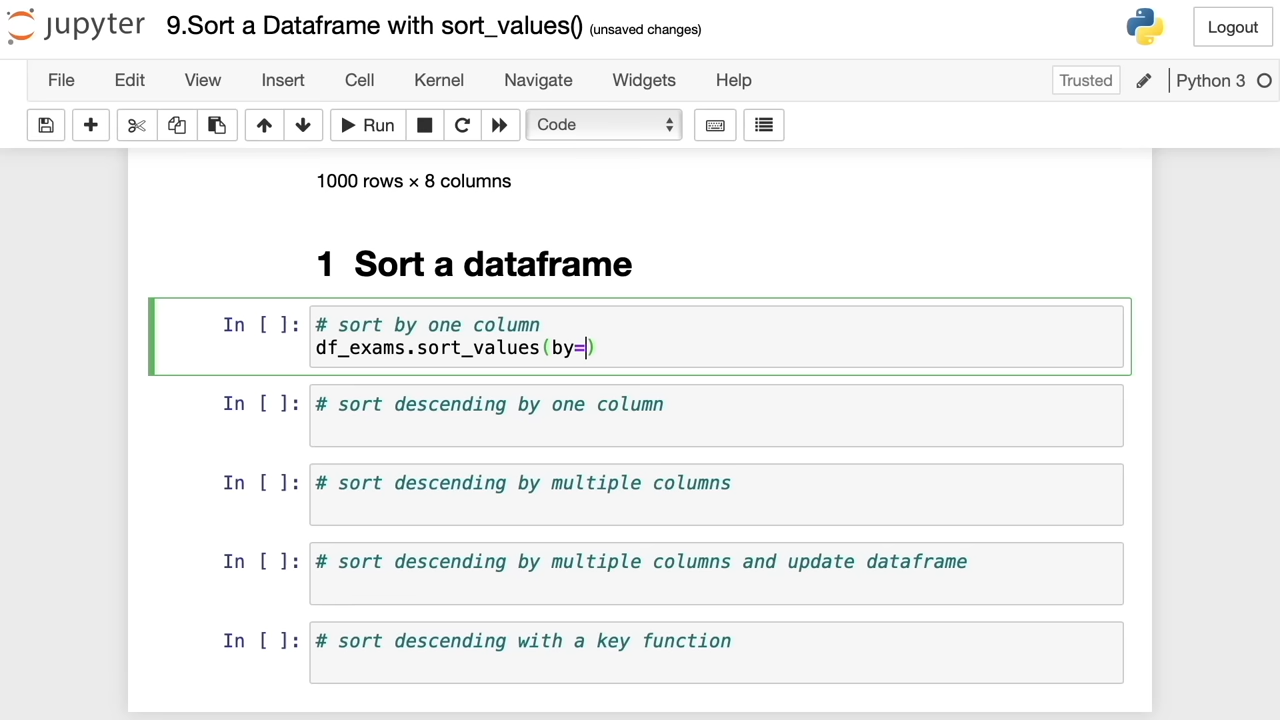 jupyter 9.Sort a Dataframe with sort_values() (unsaved changes) Logout
File Edit View Insert Cell Kernel Navigate Widgets Help Trusted Python 3
Run Code
1000 rows × 8 columns
1 Sort a dataframe
In [ ]: # sort by one column
df_exams.sort_values(by=)
In [ ]: # sort descending by one column
In [ ]: # sort descending by multiple columns
In [ ]: # sort descending by multiple columns and update dataframe
In [ ]: # sort descending with a key function